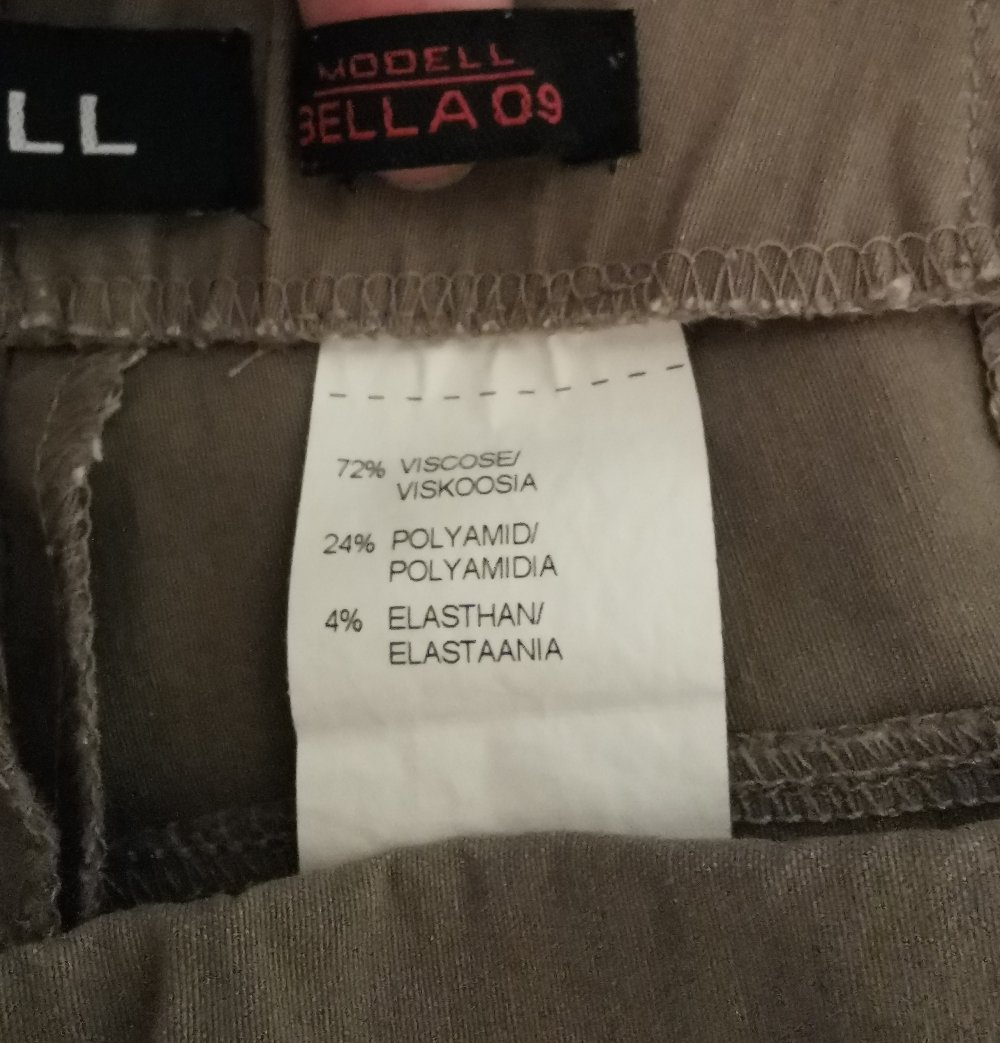 LL
MODELL
BELLA 09
72% VISCOSE/
VISKOOSIA
24% POLYAMID/
POLYAMIDIA
4% ELASTHAN/
ELASTAANIA